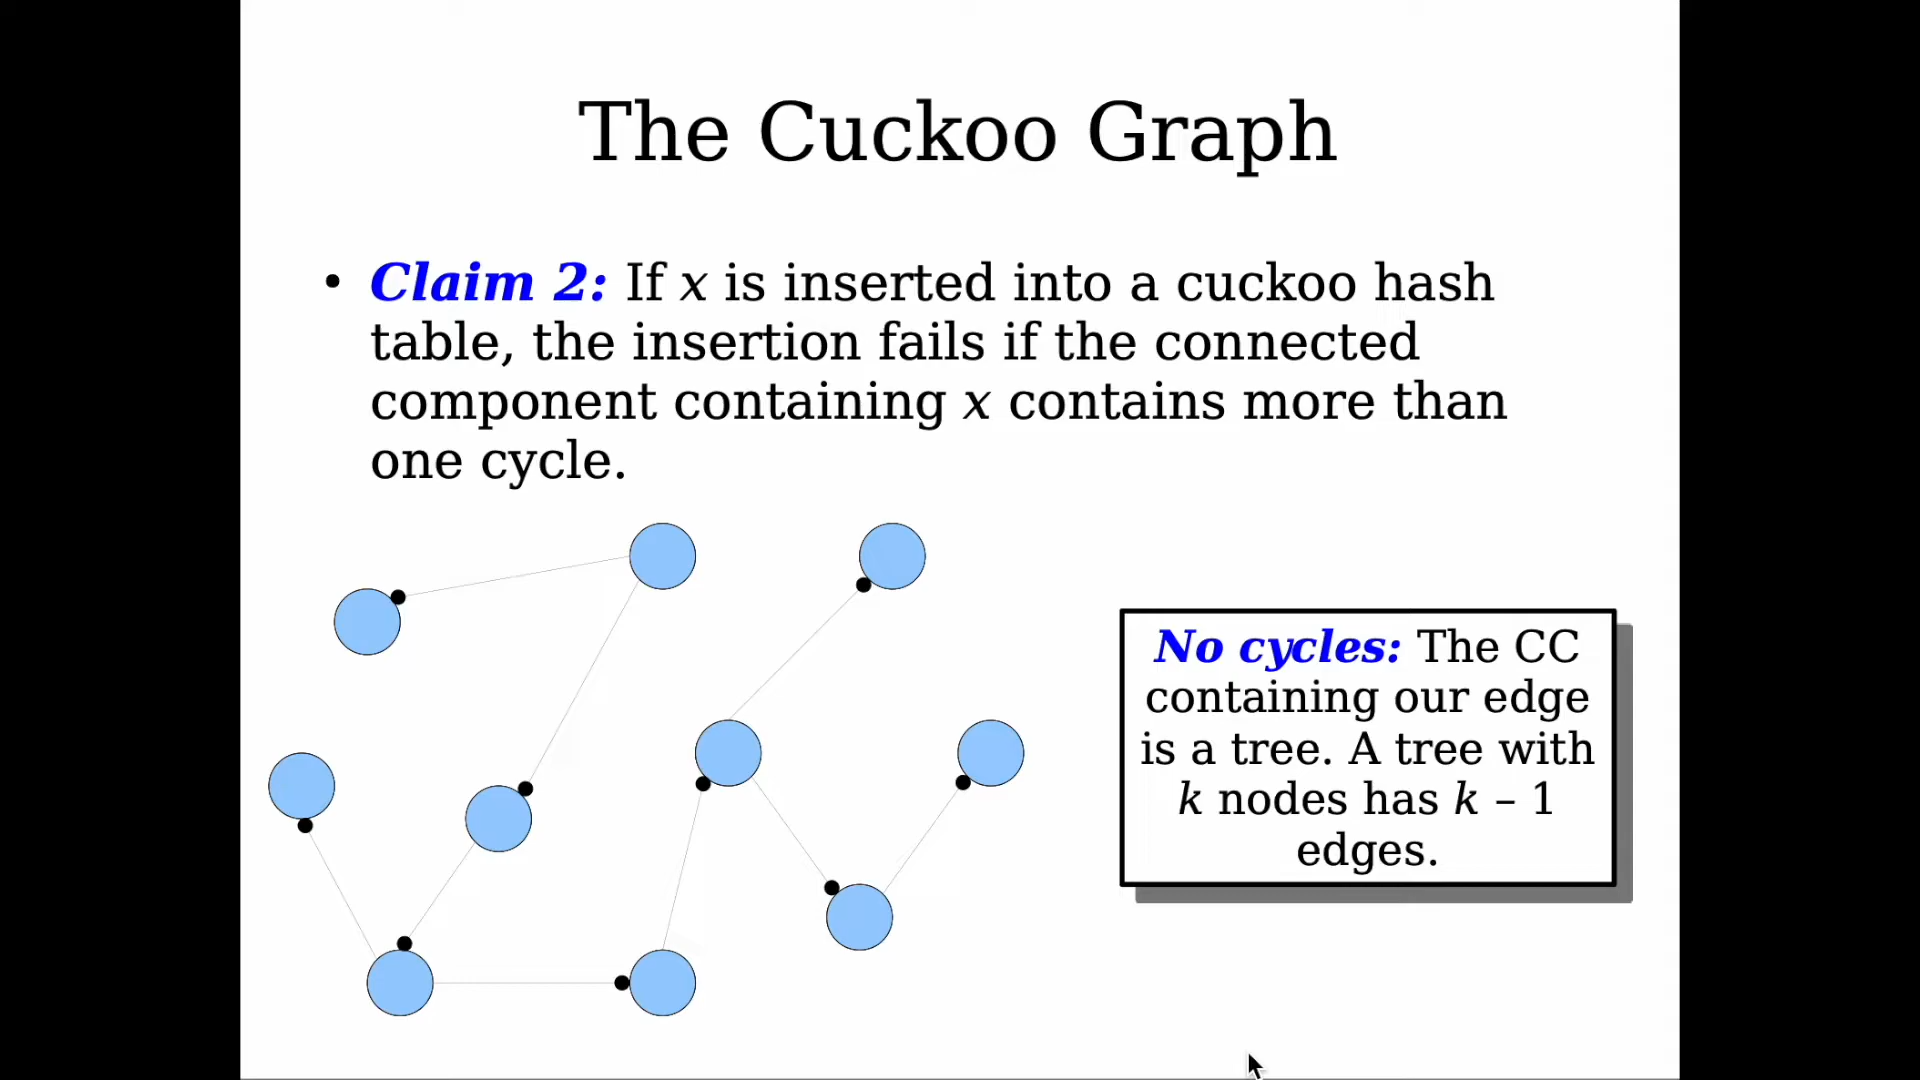 The Cuckoo Graph
• Claim 2: If x is inserted into a cuckoo hash
table, the insertion fails if the connected
component containing x contains more than
one cycle.
No cycles: The CC
containing our edge
is a tree. A tree with
k nodes has k – 1
edges.